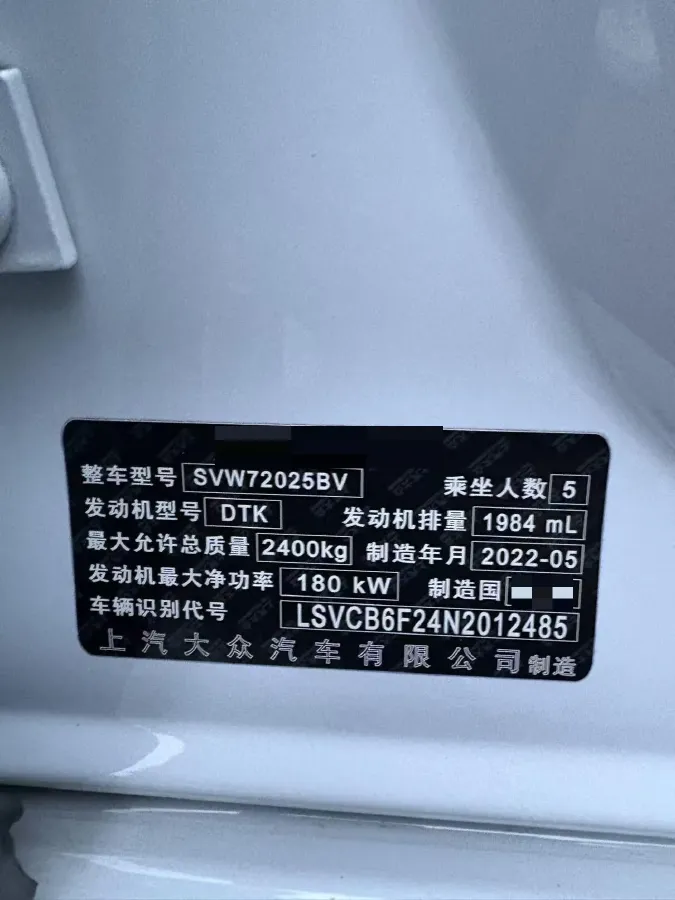 整车型号 SVW72025BV 乘坐人数 5
发动机型号 DTK 发动机排量 1984 mL
最大允许总质量 2400kg 制造年月 2022-05
发动机最大净功率 180 kW 制造国
车辆识别代号 LSVCB6F24N2012485
上汽大众汽车有限公司 制造